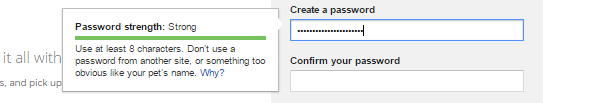 Create a password
Password strength: Strong
••••••••••••••••••••••
Use at least 8 characters. Don't use a
password from another site, or something too
obvious like your pet's name. Why?
it all with
Confirm your password
s, and pick up